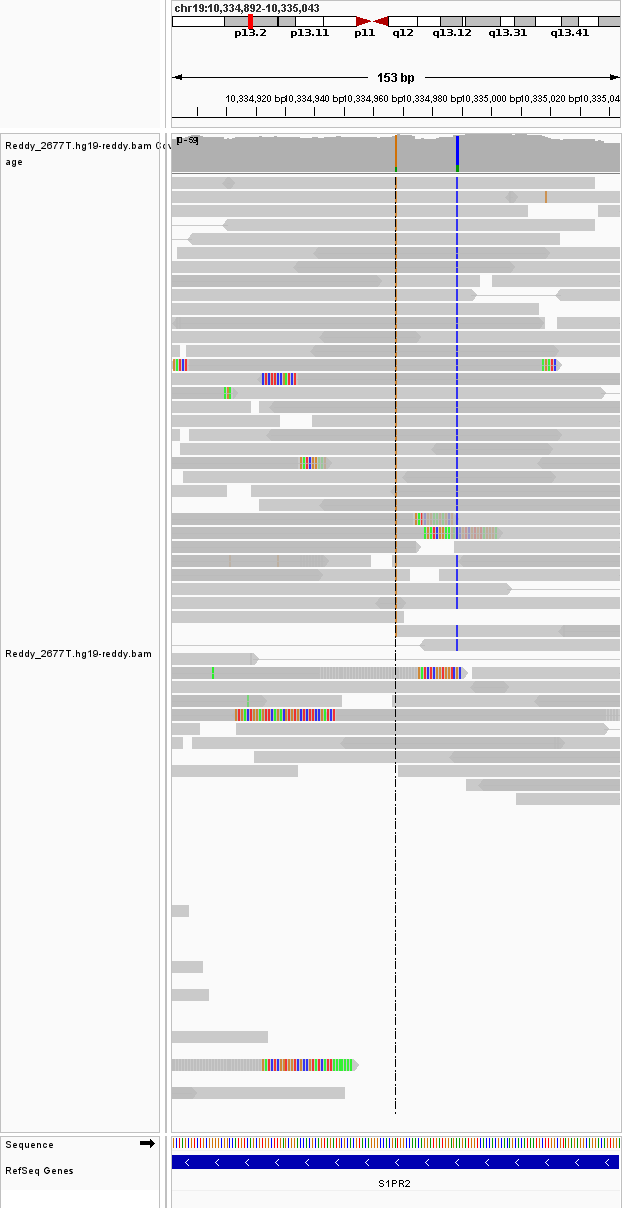 chr19:10,334,892-10,335,043
p13.2 p13.11 p11 q12 q13.12 q13.31 q13.41
153 bp
10,334,920 bp 10,334,940 bp 10,334,960 bp 10,334,980 bp 10,335,000 bp 10,335,020 bp 10,335,04
Reddy_2677T.hg19-reddy.bam Cov
age
Reddy_2677T.hg19-reddy.bam
Sequence
RefSeq Genes
S1PR2